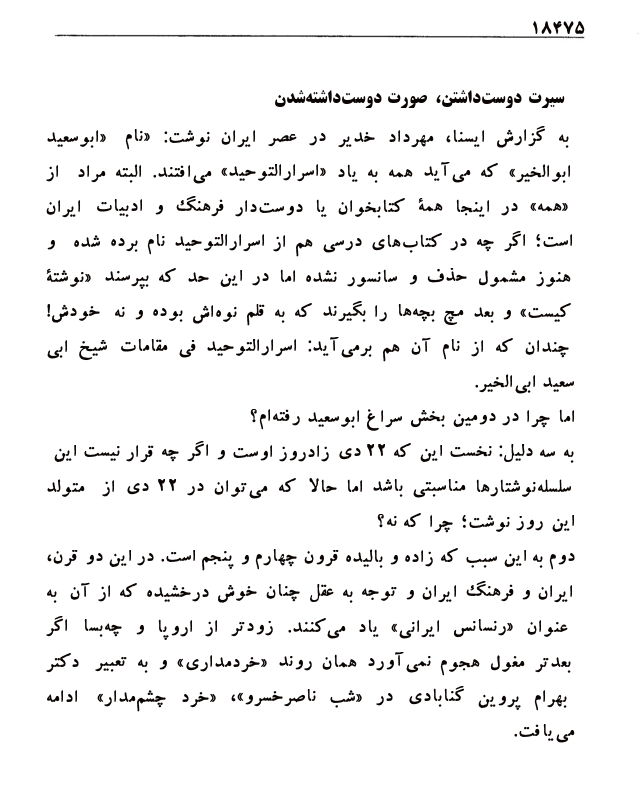 ۱۸۴۷۵
سیرت دوست‌داشتن، صورت دوست‌داشته‌شدن
به گزارش ایسنا، مهرداد خدیر در عصر ایران نوشت: «نام «ابوسعید
ابوالخیر» که می‌آید همه به یاد «اسرارالتوحید» می‌افتند. البته مراد از
«همه» در اینجا همهٔ کتابخوان یا دوست‌دار فرهنگ و ادبیات ایران
است؛ اگر چه در کتاب‌های درسی هم از اسرارالتوحید نام برده شده و
هنوز مشمول حذف و سانسور نشده اما در این حد که بپرسند «نوشتهٔ
کیست» و بعد مچ بچه‌ها را بگیرند که به قلم نوه‌اش بوده و نه خودش!
چندان که از نام آن هم برمی‌آید: اسرارالتوحید فی مقامات شیخ ابی
سعید ابی‌الخیر.
اما چرا در دومین بخش سراغ ابوسعید رفته‌ام؟
به سه دلیل: نخست این که ۲۲ دی زادروز اوست و اگر چه قرار نیست این
سلسله‌نوشتارها مناسبتی باشد اما حالا که می‌توان در ۲۲ دی از متولد
این روز نوشت؛ چرا که نه؟
دوم به این سبب که زاده و بالیده قرون چهارم و پنجم است. در این دو قرن،
ایران و فرهنگ ایران و توجه به عقل چنان خوش درخشیده که از آن به
عنوان «رنسانس ایرانی» یاد می‌کنند. زودتر از اروپا و چه‌بسا اگر
بعدتر مغول هجوم نمی‌آورد همان روند «خردمداری» و به تعبیر دکتر
بهرام پروین گنابادی در «شب ناصرخسرو»، «خرد چشم‌مدار» ادامه
می‌یافت.